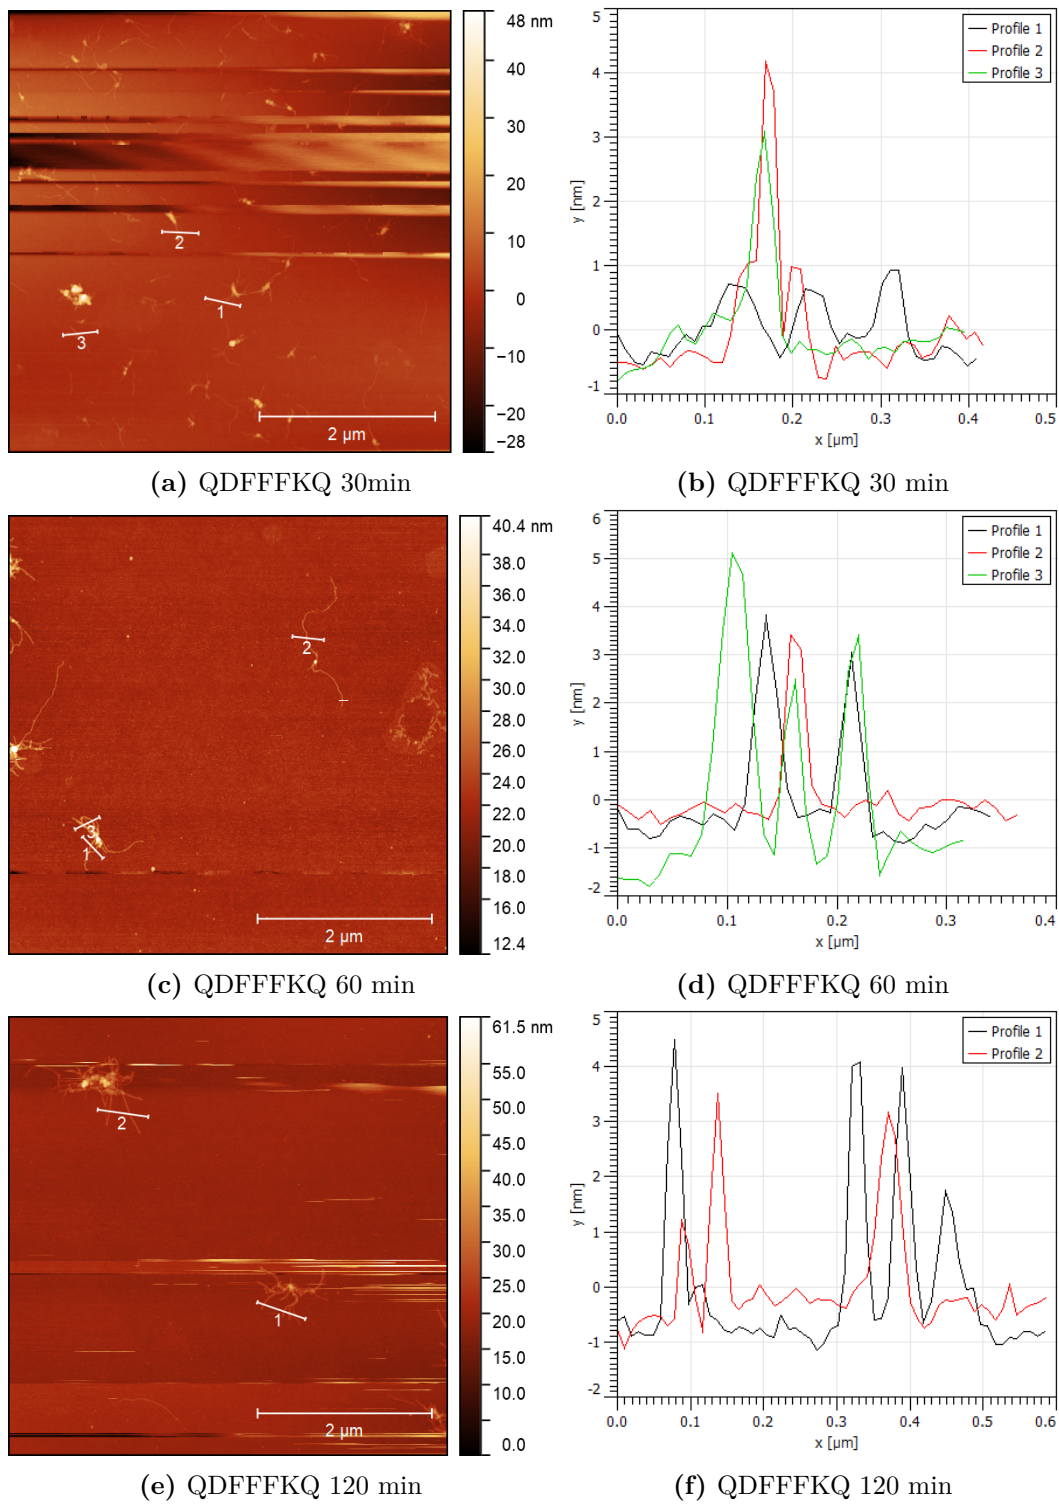 48 nm
40
30
20
10
0
−10
−20
−28
2
1
3
2 μm
5
4
3
2
1
0
-1
y [nm]
Profile 1
Profile 2
Profile 3
0.0 0.1 0.2 0.3 0.4 0.5
x [μm]
(a) QDFFFKQ 30min
(b) QDFFFKQ 30 min
40.4 nm
38.0
36.0
34.0
32.0
30.0
28.0
26.0
24.0
22.0
20.0
18.0
16.0
12.4
2
3
1
2 μm
6
5
4
3
2
1
0
-1
-2
y [nm]
Profile 1
Profile 2
Profile 3
0.0 0.1 0.2 0.3 0.4
x [μm]
(c) QDFFFKQ 60 min
(d) QDFFFKQ 60 min
61.5 nm
55.0
50.0
45.0
40.0
35.0
30.0
25.0
20.0
15.0
10.0
0.0
2
1
2 μm
5
4
3
2
1
0
-1
-2
y [nm]
Profile 1
Profile 2
0.0 0.1 0.2 0.3 0.4 0.5 0.6
x [μm]
(e) QDFFFKQ 120 min
(f) QDFFFKQ 120 min